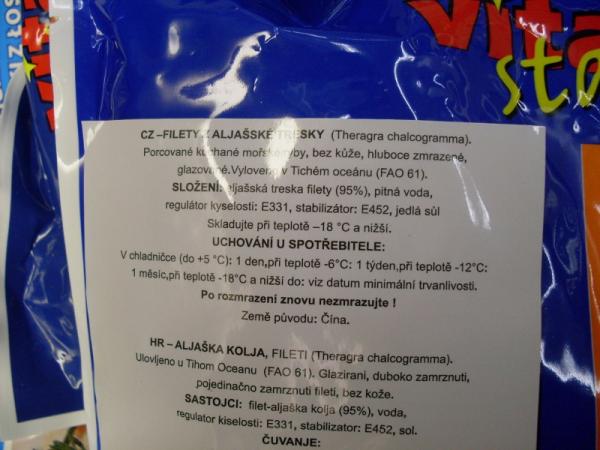 Z ŁOS
vita
sta
CZ –FILETY Z ALJAŠSKÉ TRESKY (Theragra chalcogramma).
Porcované kuchané mořské ryby, bez kůže, hluboce zmrazené,
glazované.Vyloveno v Tichém oceánu (FAO 61).
SLOŽENÍ: aljašská treska filety (95%), pitná voda,
regulátor kyselosti: E331, stabilizátor: E452, jedlá sůl
Skladujte při teplotě –18 °C a nižší.
UCHOVÁNÍ U SPOTŘEBITELE:
V chladničce (do +5 °C): 1 den,při teplotě -6°C: 1 týden,při teplotě -12°C:
1 měsíc,při teplotě -18°C a nižší do: viz datum minimální trvanlivosti.
Po rozmrazení znovu nezmrazujte !
Země původu: Čína.
HR – ALJAŠKA KOLJA, FILETI (Theragra chalcogramma).
Ulovljeno u Tihom Oceanu (FAO 61). Glazirani, duboko zamrznuti,
pojedinačno zamrznuti fileti, bez kože.
SASTOJCI: filet-aljaška kolja (95%), voda,
regulator kiselosti: E331, stabilizator: E452, sol.
ČUVANJE: